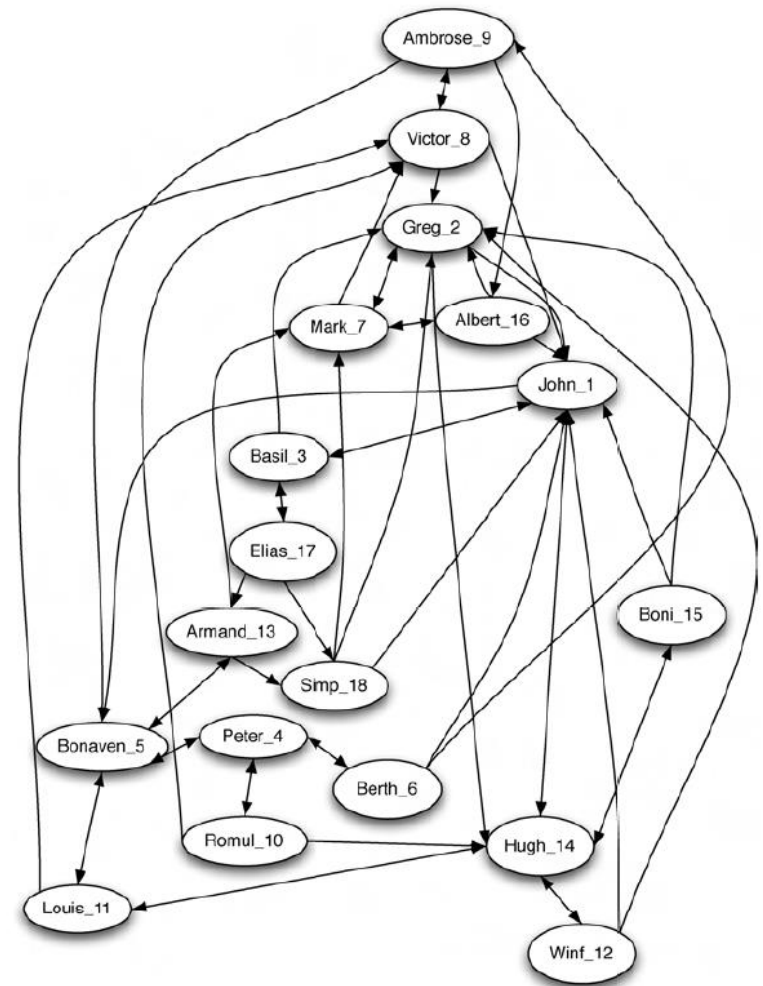 Ambrose_9
Victor_8
Greg_2
Mark_7
Albert_16
John_1
Basil_3
Elias_17
Armand_13
Boni_15
Simp_18
Bonaven_5
Peter_4
Berth_6
Romul_10
Hugh_14
Louis_11
Winf_12